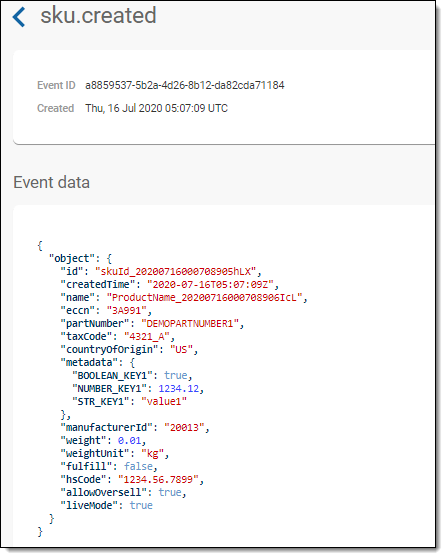 sku.created
Event ID a8859537-5b2a-4d26-8b12-da82cda71184
Created Thu, 16 Jul 2020 05:07:09 UTC
Event data
{
"object": {
"id": "skuId_20200716000708905hLX",
"createdTime": "2020-07-16T05:07:09Z",
"name": "ProductName_20200716000708906IcL",
"eccn": "3A991",
"partNumber": "DEMOPARTNUMBER1",
"taxCode": "4321_A",
"countryOfOrigin": "US",
"metadata": {
"BOOLEAN_KEY1": true,
"NUMBER_KEY1": 1234.12,
"STR_KEY1": "value1"
},
"manufacturerId": "20013",
"weight": 0.01,
"weightUnit": "kg",
"fulfill": false,
"hsCode": "1234.56.7899",
"allowOversell": true,
"liveMode": true
}
}